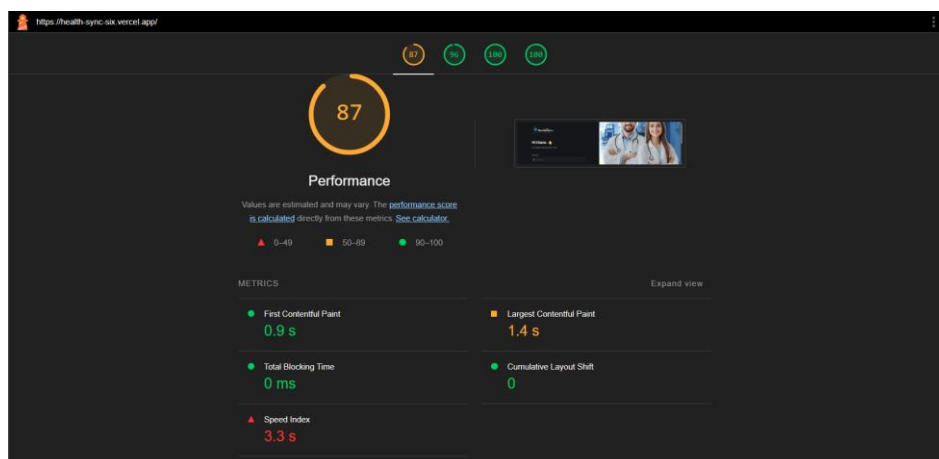 https://health-sync-six.vercel.app/
87
96
100
100
87
Performance
Values are estimated and may vary. The performance score
is calculated directly from these metrics. See calculator.
0–49
50–89
90–100
METRICS
Expand view
First Contentful Paint
0.9 s
Largest Contentful Paint
1.4 s
Total Blocking Time
0 ms
Cumulative Layout Shift
0
Speed Index
3.3 s